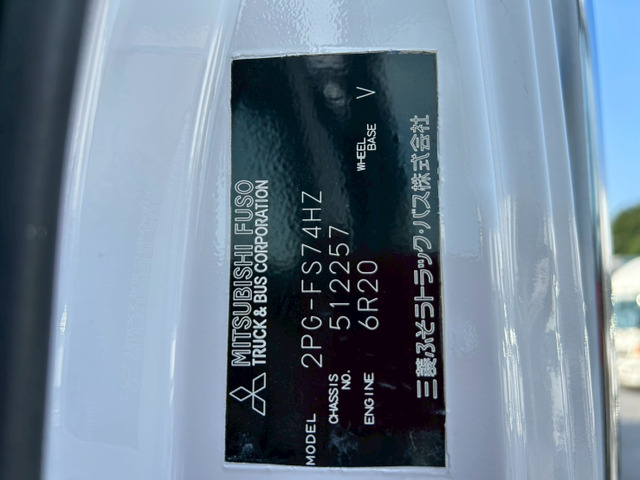 MITSUBISHI FUSO
TRUCK & BUS CORPORATION
MODEL 2PG-FS74HZ
CHASSIS NO. 512257
ENGINE 6R20 WHEEL BASE V
三菱ふそうトラック・バス株式会社